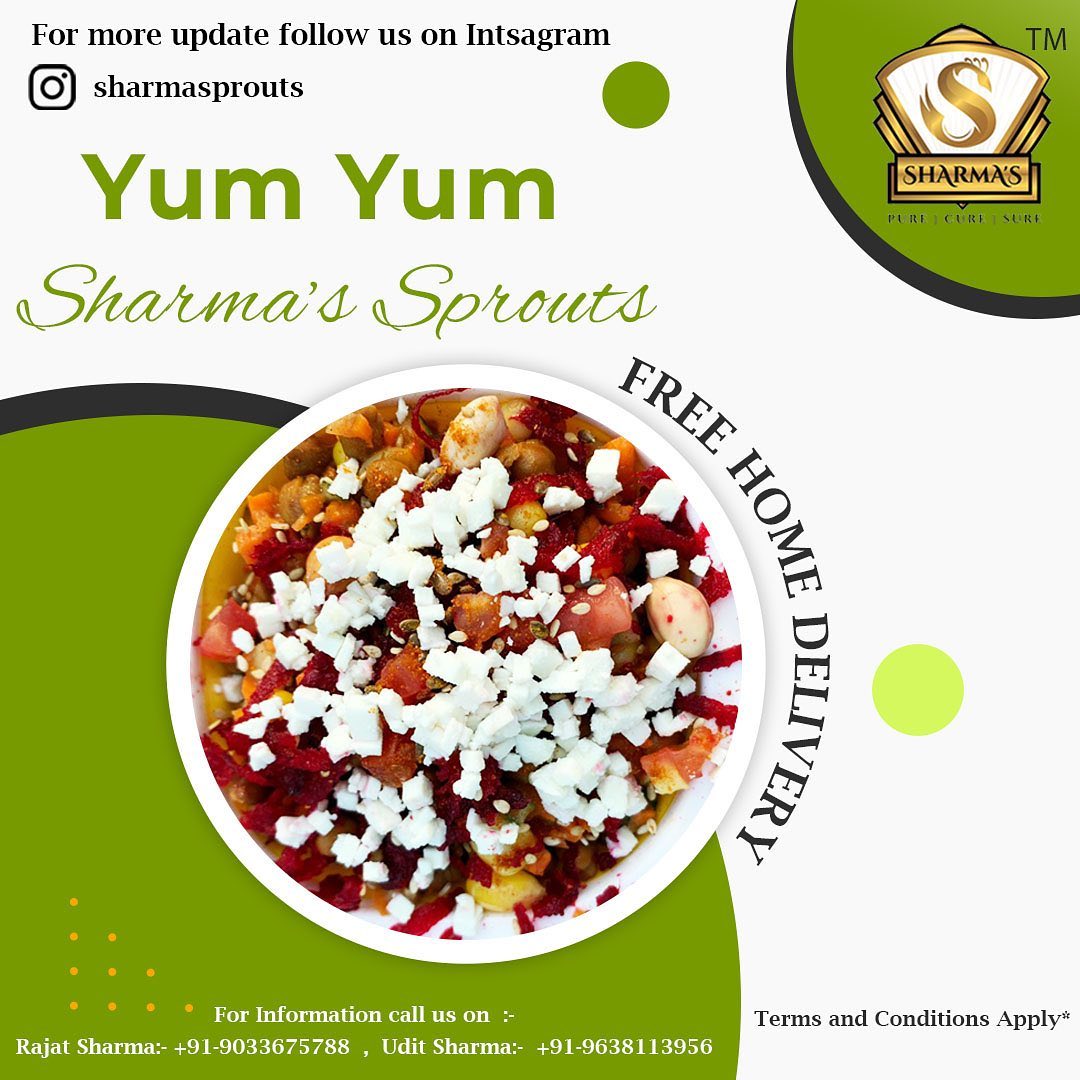 For more update follow us on Intsagram
sharmasprouts
TM
SHARMA'S
PURE | CURE | SURE
Yum Yum
Sharma's Sprouts
FREE HOME DELIVERY
For Information call us on :-
Rajat Sharma:- +91-9033675788 , Udit Sharma:- +91-9638113956
Terms and Conditions Apply*